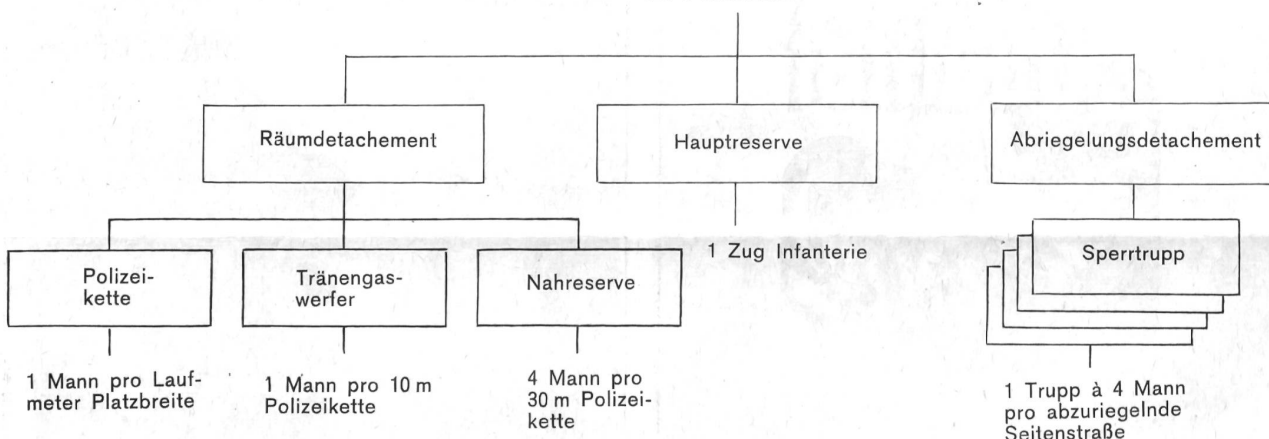 Räumdetachement
Hauptreserve
Abriegelungsdetachement
Polizei-
kette
Tränengas-
werfer
Nahreserve
1 Zug Infanterie
Sperrtrupp
1 Mann pro Lauf-
meter Platzbreite
1 Mann pro 10 m
Polizeikette
4 Mann pro
30 m Polizei-
kette
1 Trupp à 4 Mann
pro abzuriegelnde
Seitenstraße